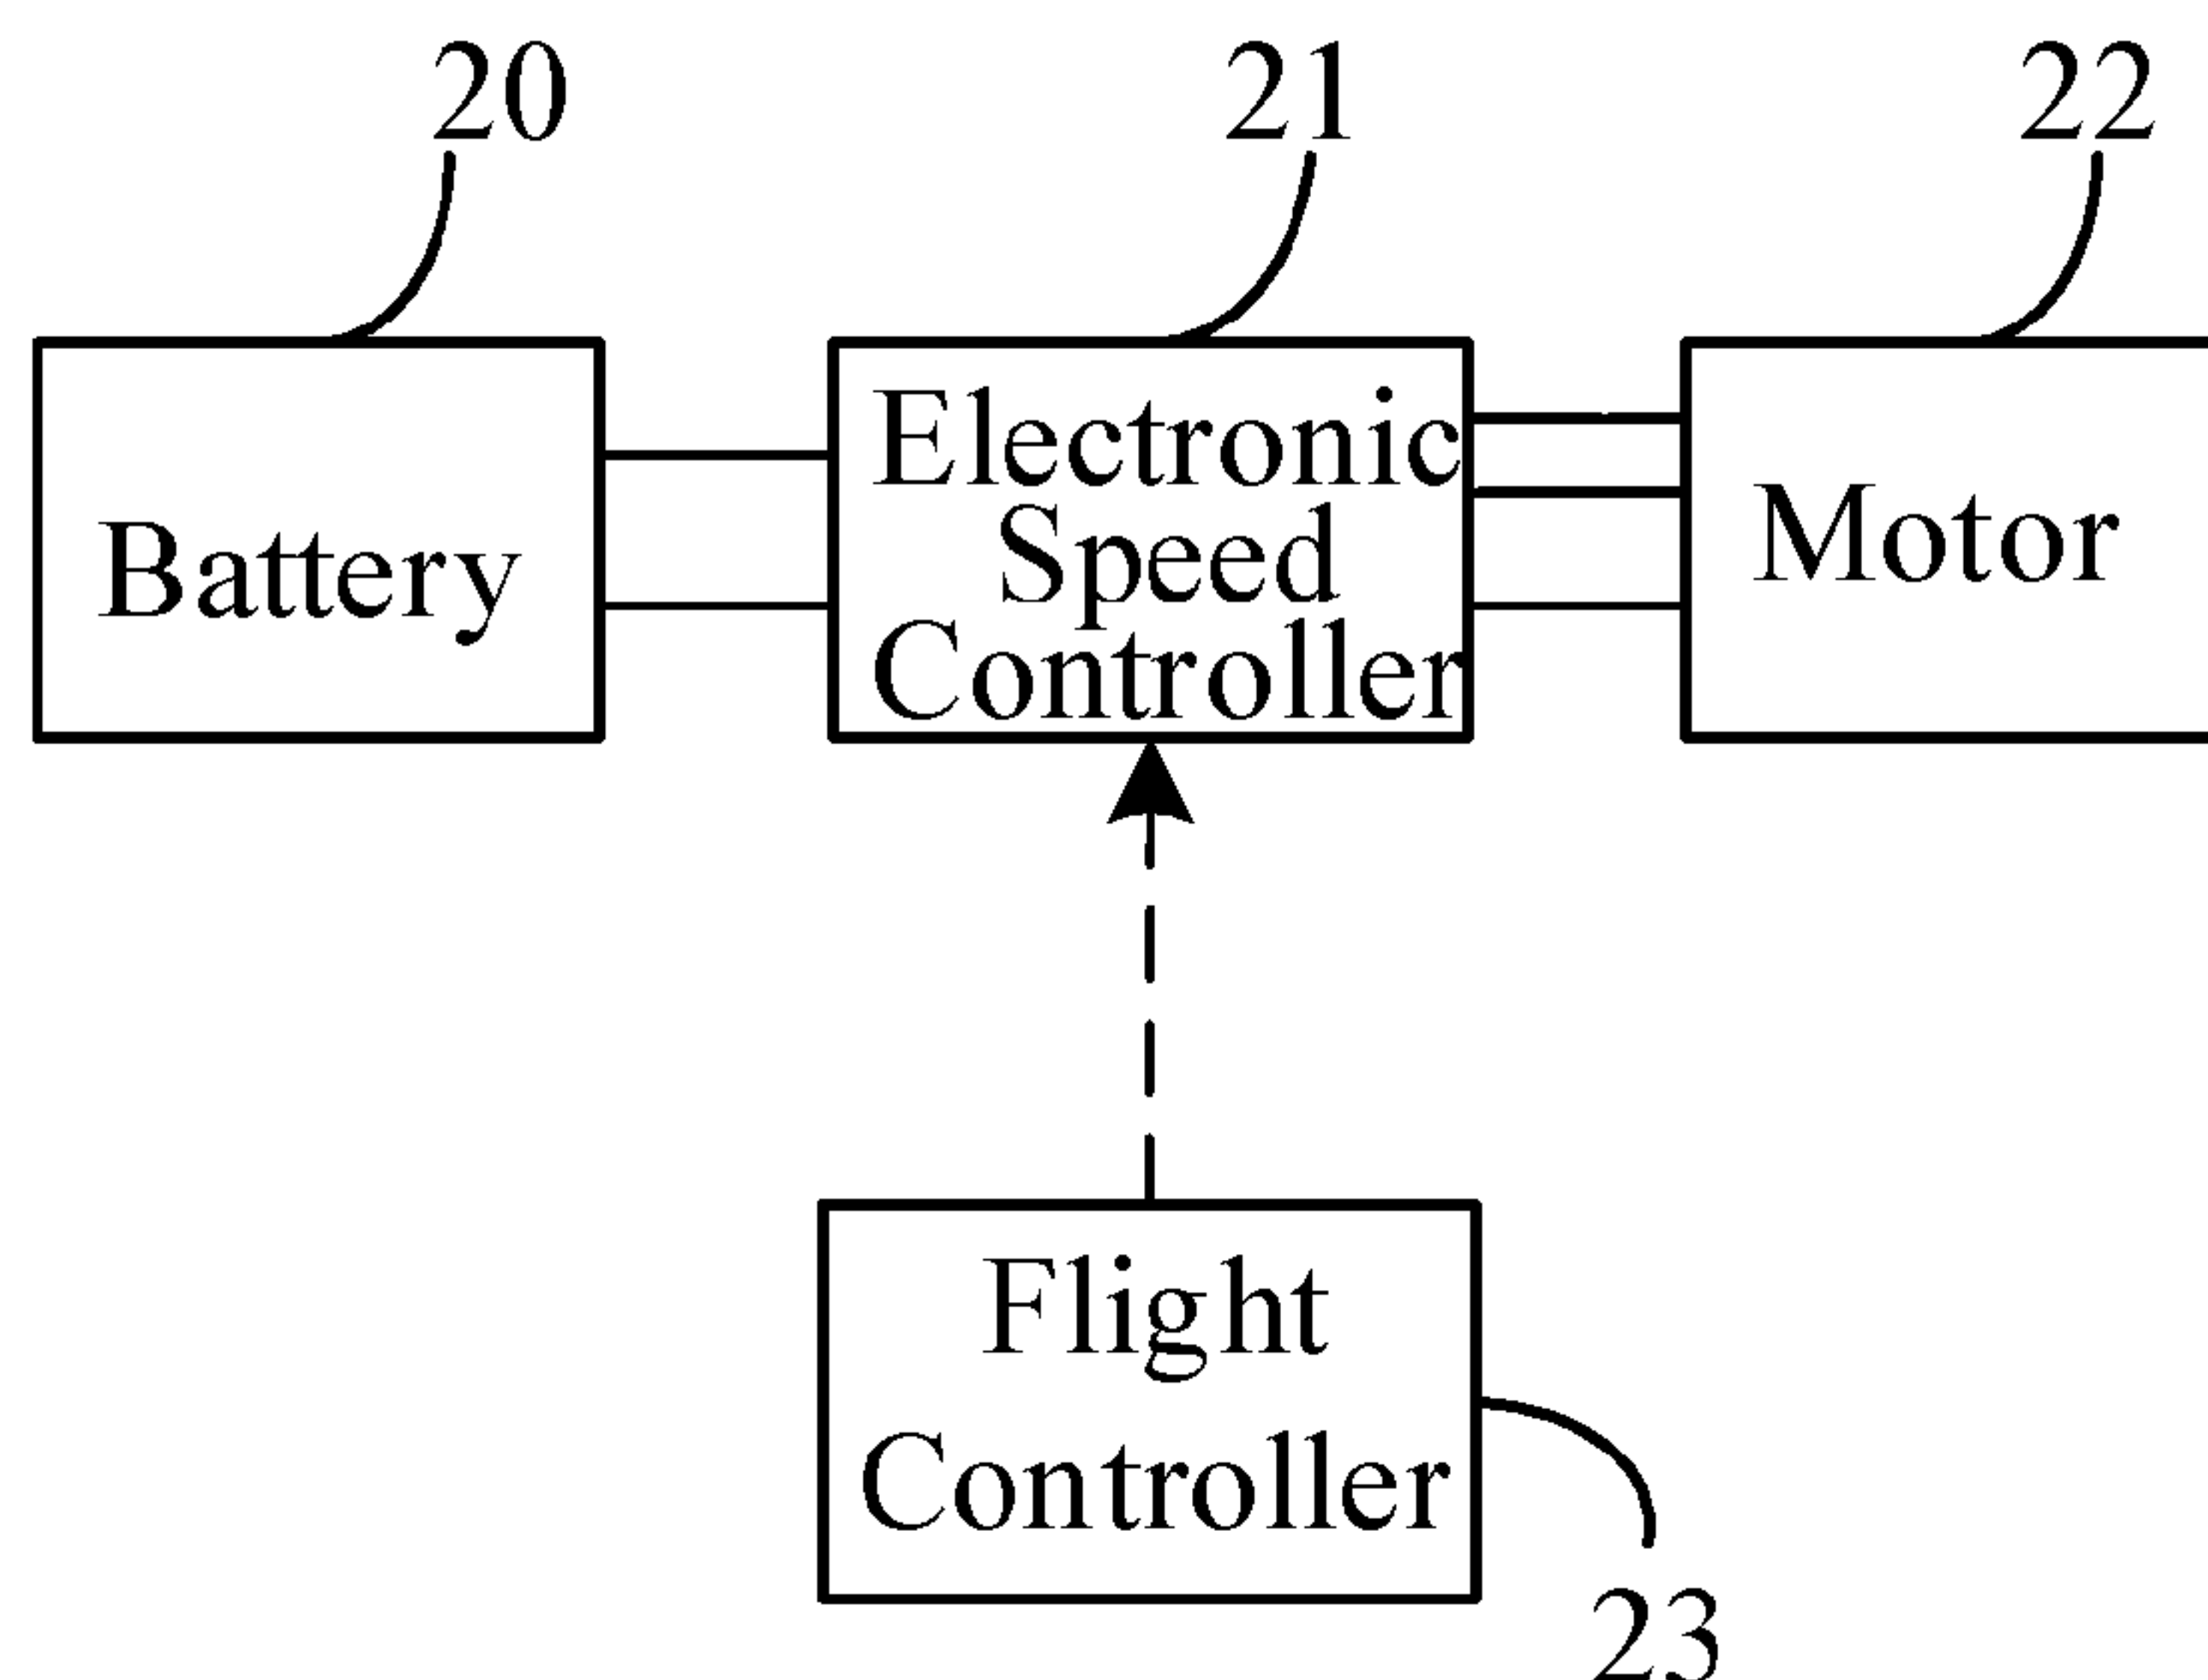 20
21
22
Battery
Electronic
Speed
Controller
Motor
Flight
Controller
23